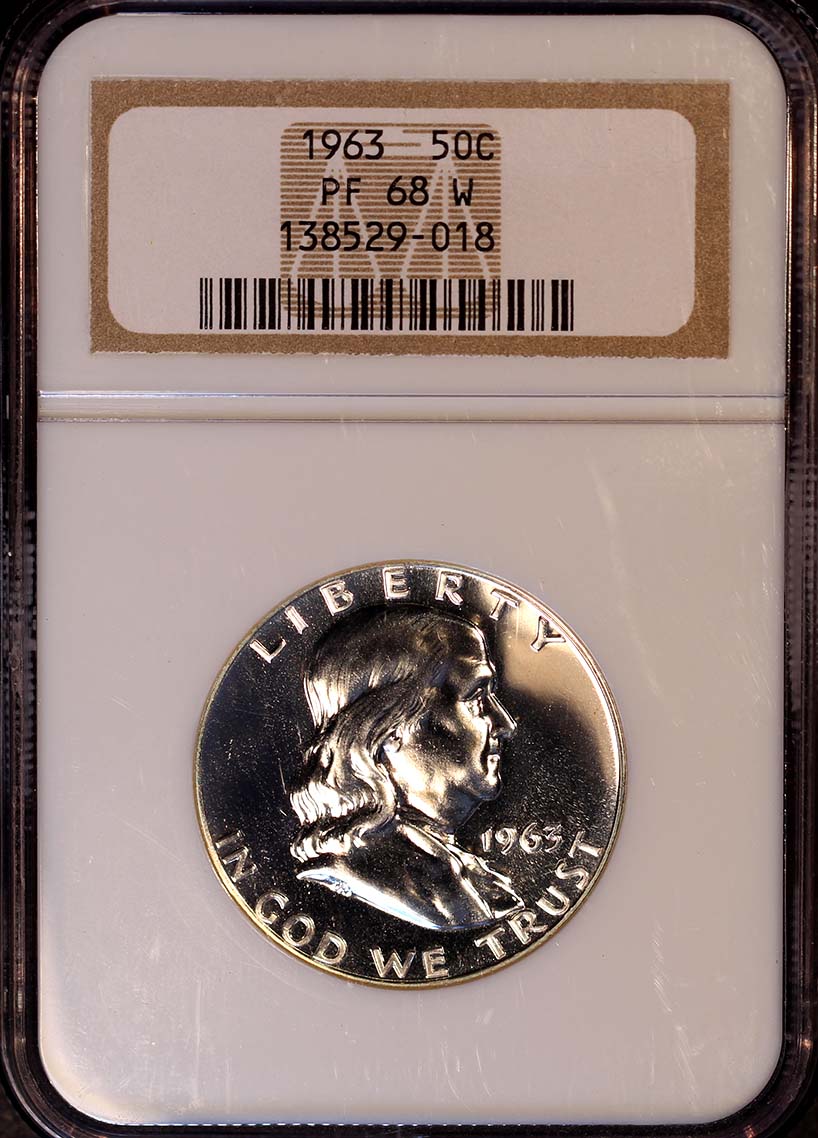 1963 50C
PF 68 W
138529-018
LIBERTY
1963
IN GOD WE TRUST